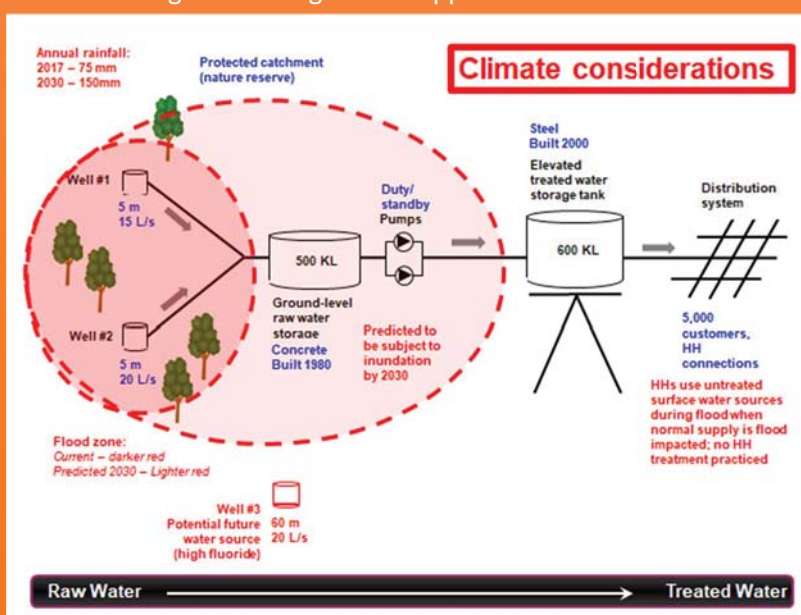 Annual rainfall:
2017 – 75 mm
2030 – 150mm
Protected catchment
(nature reserve)
Climate considerations
Well #1
5 m
15 L/s
Well #2
5 m
20 L/s
500 KL
Ground-level
raw water
storage
Concrete
Built 1980
Duty/
standby
Pumps
Predicted to
be subject to
inundation
by 2030
Steel
Built 2000
Elevated
treated water
storage tank
600 KL
Distribution
system
5,000
customers,
HH
connections
HHs use untreated
surface water sources
during flood when
normal supply is flood
impacted; no HH
treatment practiced
Flood zone:
Current – darker red
Predicted 2030 – Lighter red
Well #3
Potential future
water source
(high fluoride)
60 m
20 L/s
Raw Water
Treated Water